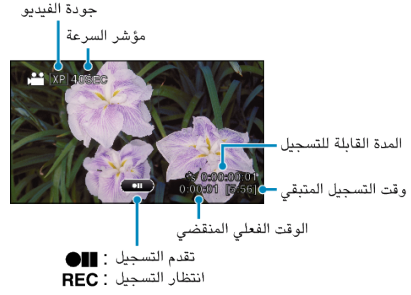 جودة الفيديو
مؤشر السرعة
XP 40SEC
المدة القابلة للتسجيل
0:00:00:01
0:00:01 [5:56]
وقت التسجيل المتبقي
الوقت الفعلي المنقضي
تقدم التسجيل :
انتظار التسجيل : REC